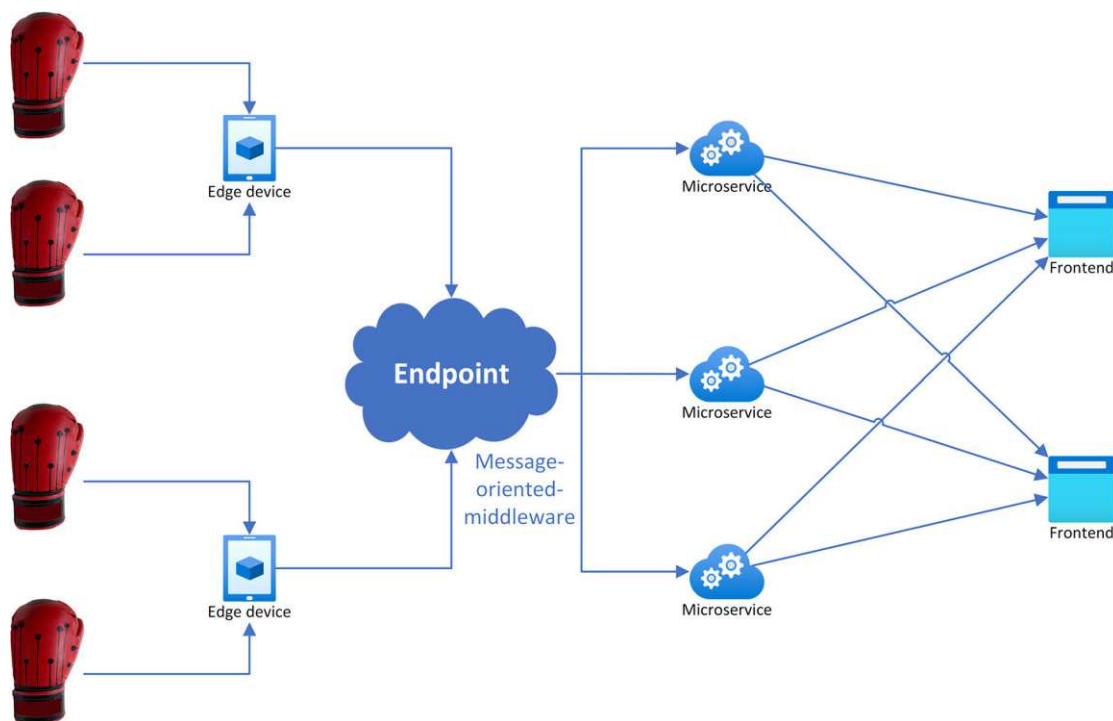 Edge device
Microservice
Frontend
Endpoint
Microservice
Message-
oriented-
middleware
Frontend
Edge device
Microservice